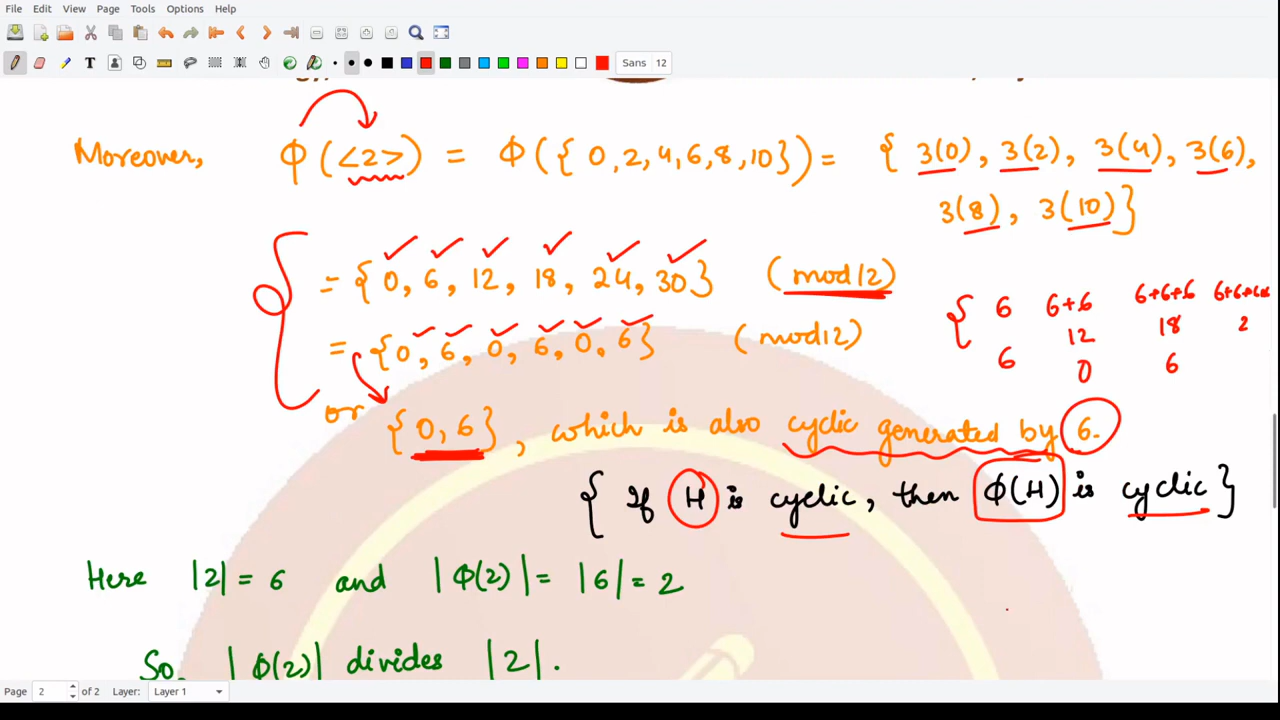 File Edit View Page Mode Tools Options Help
Sans 12
Moreover, ϕ(<2>) = ϕ({0,2,4,6,8,10}) = {3(0), 3(2), 3(4), 3(6),
3(8), 3(10)}
= {0, 6, 12, 18, 24, 30} (mod 12)
= {0, 6, 0, 6, 0, 6} (mod 12)
{ 6 6+6 6+6+6
12 18 2
6 0 6
or {0, 6}, which is also cyclic generated by 6.
{ If H is cyclic, then ϕ(H) is cyclic }
Here |2| = 6 and |ϕ(2)| = |6| = 2
So, |ϕ(2)| divides |2|.
Page 2 of 2 Layer: Layer 1